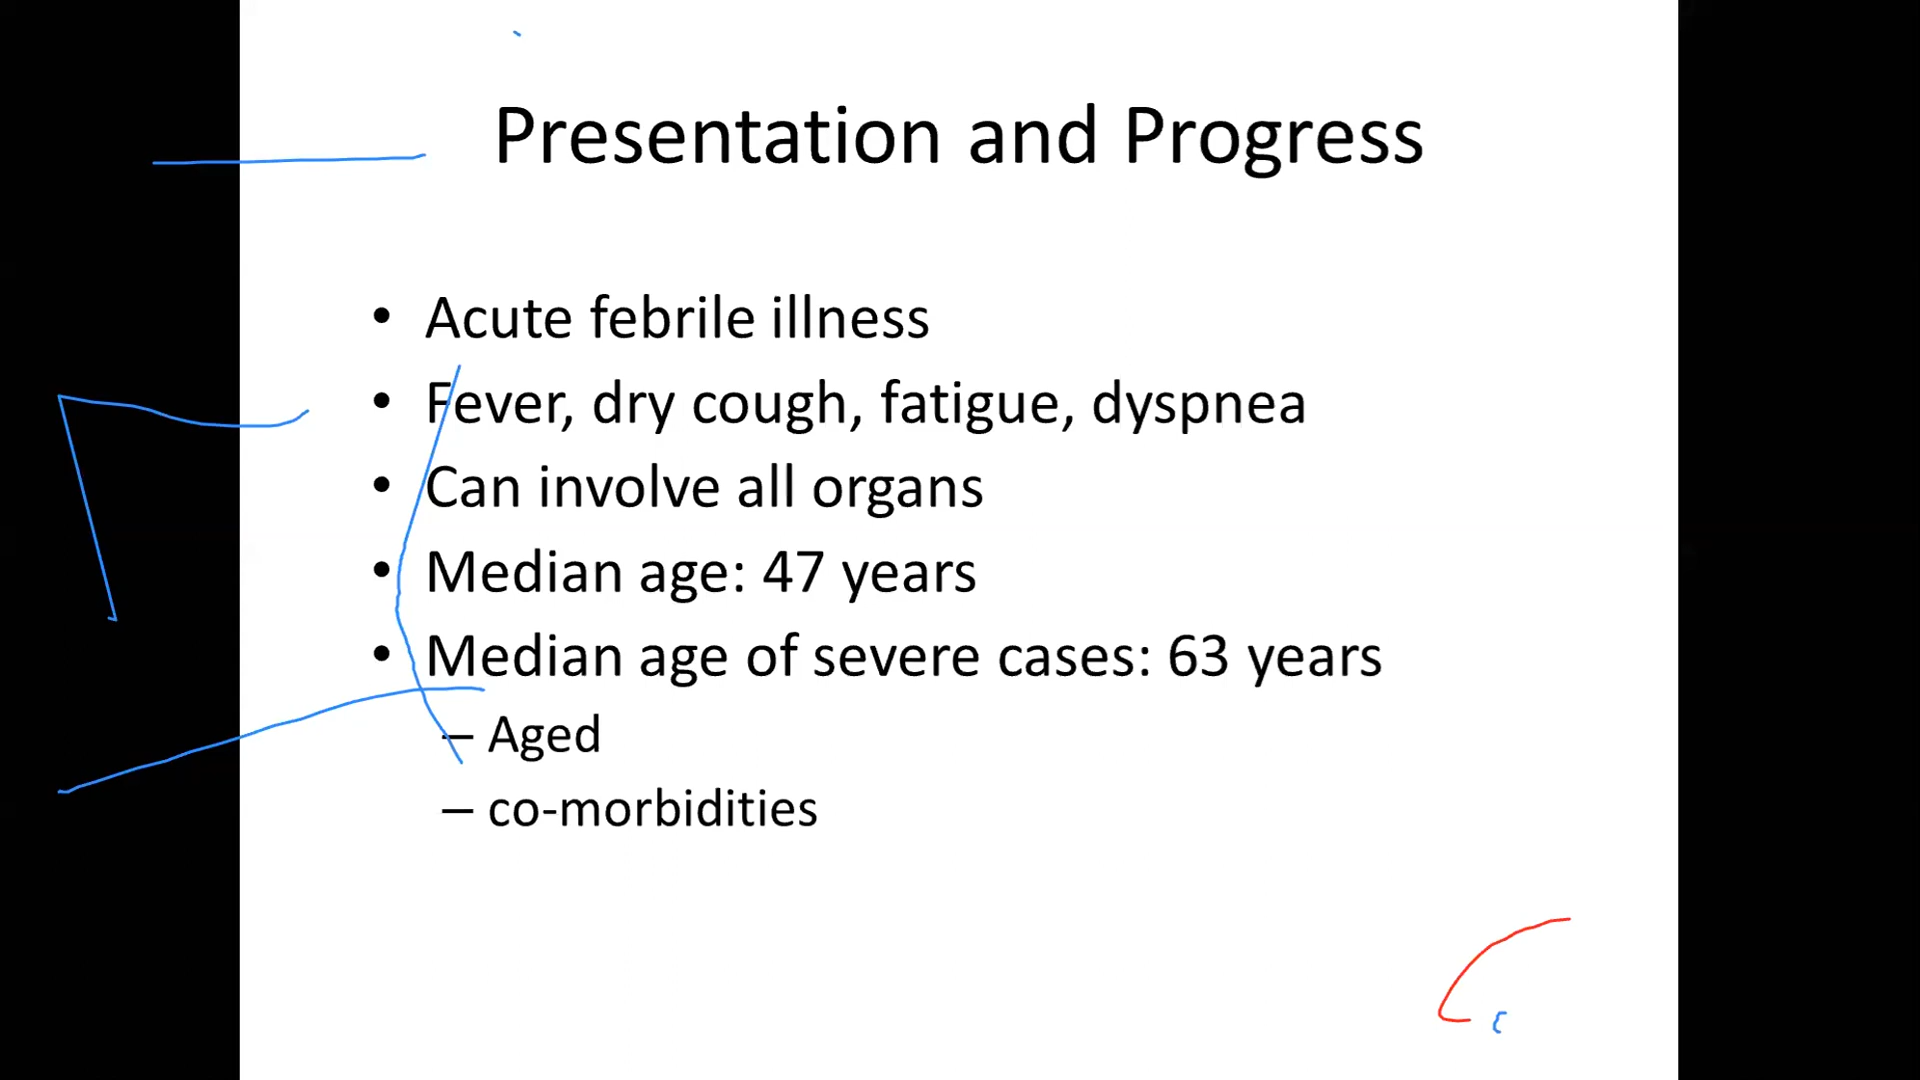 Presentation and Progress
• Acute febrile illness
• Fever, dry cough, fatigue, dyspnea
• Can involve all organs
• Median age: 47 years
• Median age of severe cases: 63 years
– Aged
– co-morbidities